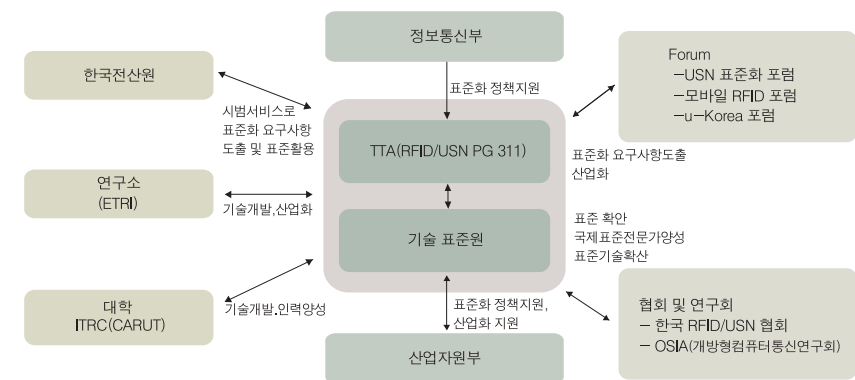 정보통신부
한국전산원
표준화 정책지원
Forum
－USN 표준화 포럼
－모바일 RFID 포럼
－u－Korea 포럼
시범서비스로
표준화 요구사항
도출 및 표준활용
TTA(RFID/USN PG 311)
표준화 요구사항도출
산업화
연구소
(ETRI)
기술개발,산업화
기술 표준원
표준 확안
국제표준전문가양성
표준기술확산
대학
ITRC(CARUT)
기술개발.인력양성
표준화 정책지원,
산업화 지원
협회 및 연구회
－ 한국 RFID/USN 협회
－ OSIA(개방형컴퓨터통신연구회)
산업자원부